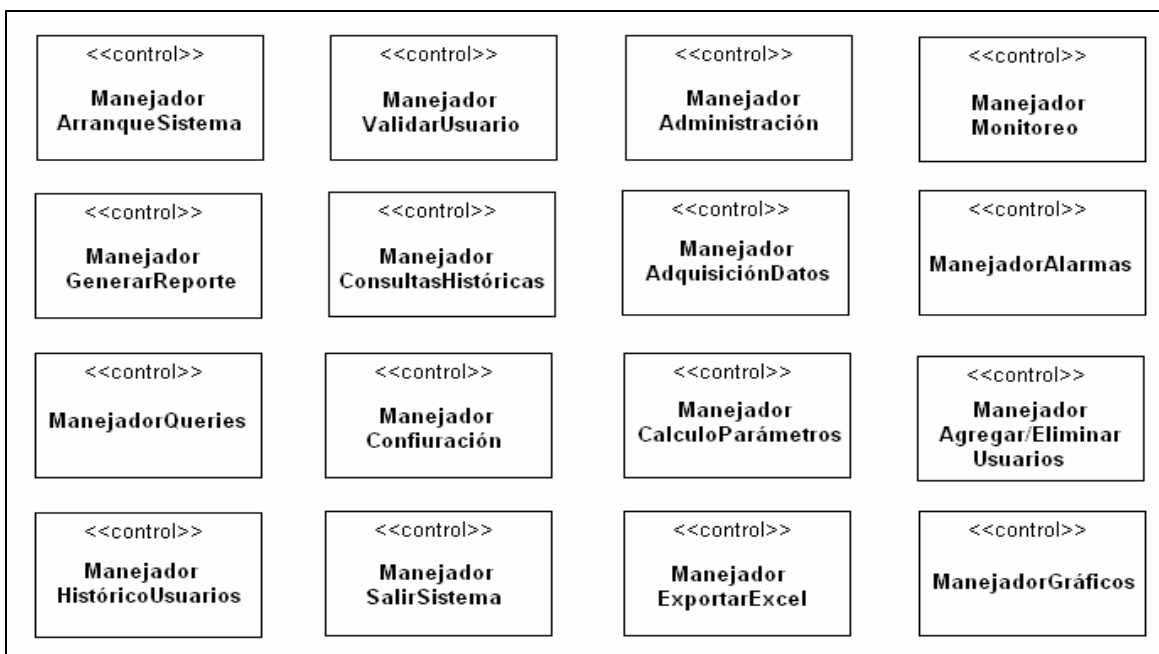 <<control>>
Manejador
ArranqueSistema
<<control>>
Manejador
ValidarUsuario
<<control>>
Manejador
Administración
<<control>>
Manejador
Monitoreo
<<control>>
Manejador
GenerarReporte
<<control>>
Manejador
ConsultasHistóricas
<<control>>
Manejador
AdquisiciónDatos
<<control>>
ManejadorAlarmas
<<control>>
ManejadorQueries
<<control>>
Manejador
Confiuración
<<control>>
Manejador
CalculoParámetros
<<control>>
Manejador
Agregar/Eliminar
Usuarios
<<control>>
Manejador
HistóricoUsuarios
<<control>>
Manejador
SalirSistema
<<control>>
Manejador
ExportarExcel
<<control>>
ManejadorGráficos